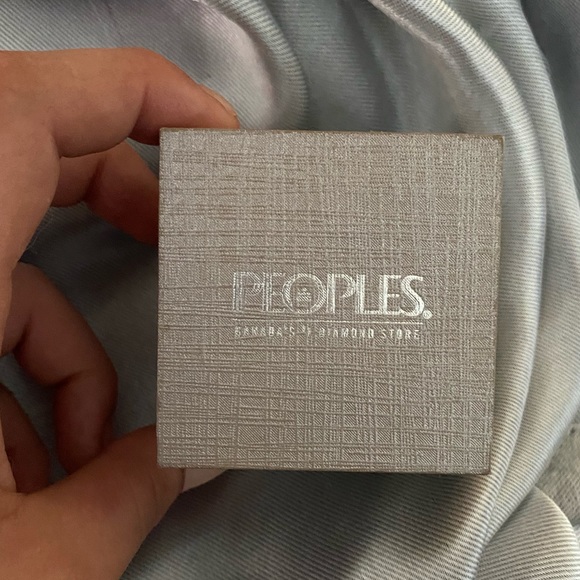 PEOPLES®
CANADA'S #1 DIAMOND STORE